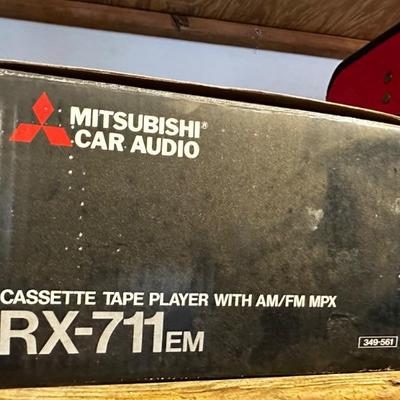 MITSUBISHI®
CAR AUDIO
CASSETTE TAPE PLAYER WITH AM/FM MPX
RX-711EM
349-561